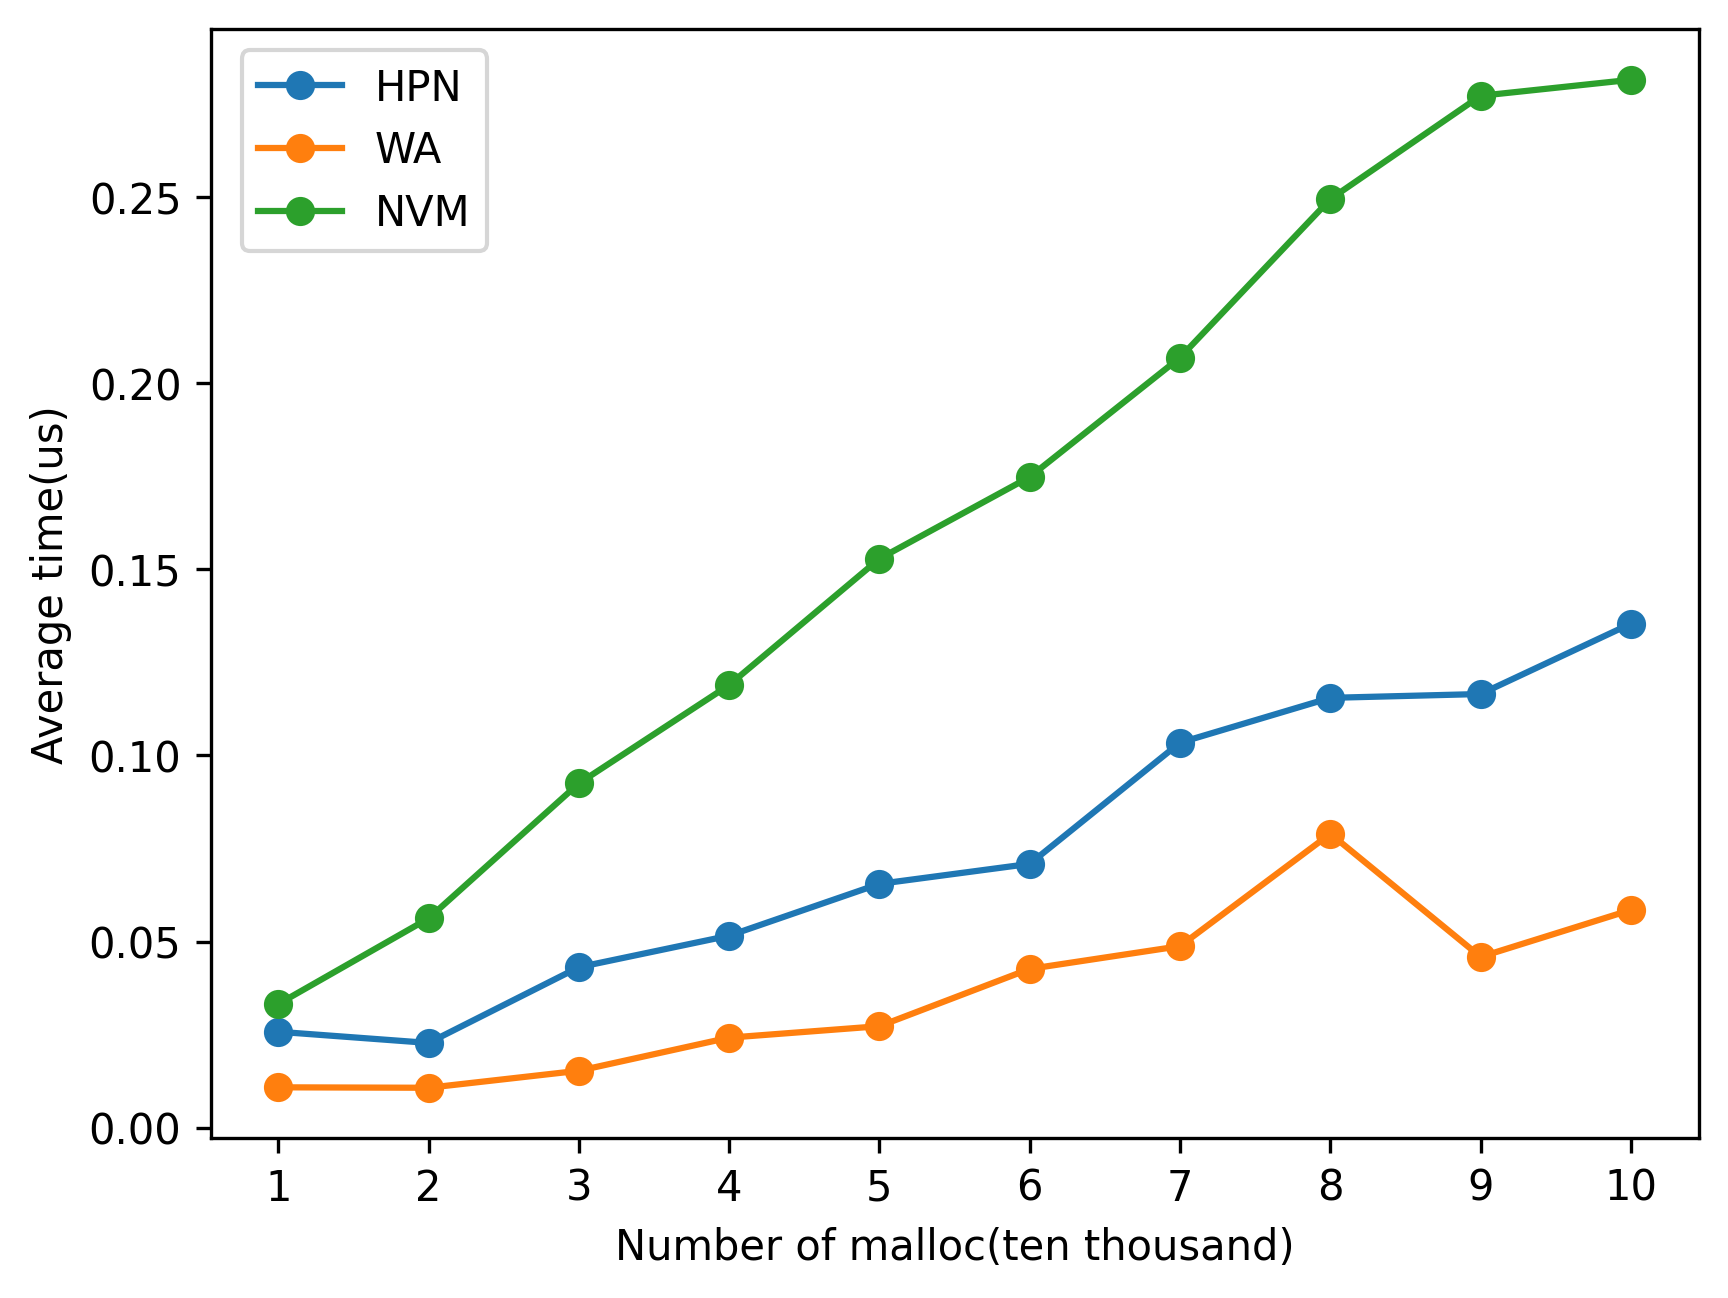 HPN
WA
NVM
0.25
0.20
0.15
0.10
0.05
0.00
Average time(us)
1 2 3 4 5 6 7 8 9 10
Number of malloc(ten thousand)